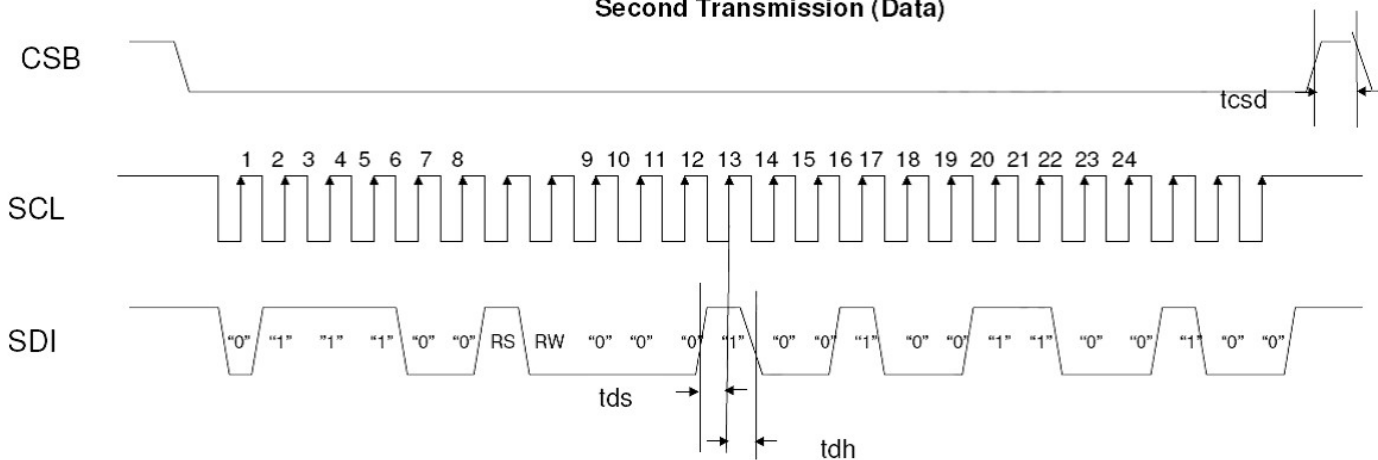 Second Transmission (Data)
CSB
tcsd
1 2 3 4 5 6 7 8 9 10 11 12 13 14 15 16 17 18 19 20 21 22 23 24
SCL
SDI "0" "1" "1" "1" "0" "0" RS RW "0" "0" "0" "1" "0" "0" "1" "0" "0" "1" "1" "0" "0" "1" "0" "0"
tds
tdh